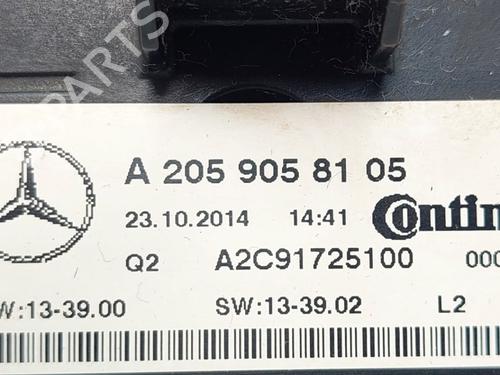 A 205 905 81 05
23.10.2014 14:41 Contin
Q2 A2C91725100 000
W:13-39.00 SW:13-39.02 L2